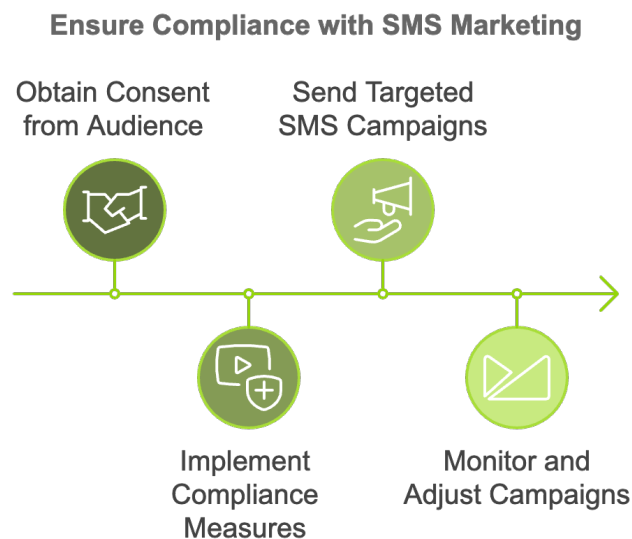 Ensure Compliance with SMS Marketing
Obtain Consent
from Audience
Send Targeted
SMS Campaigns
Implement
Compliance
Measures
Monitor and
Adjust Campaigns